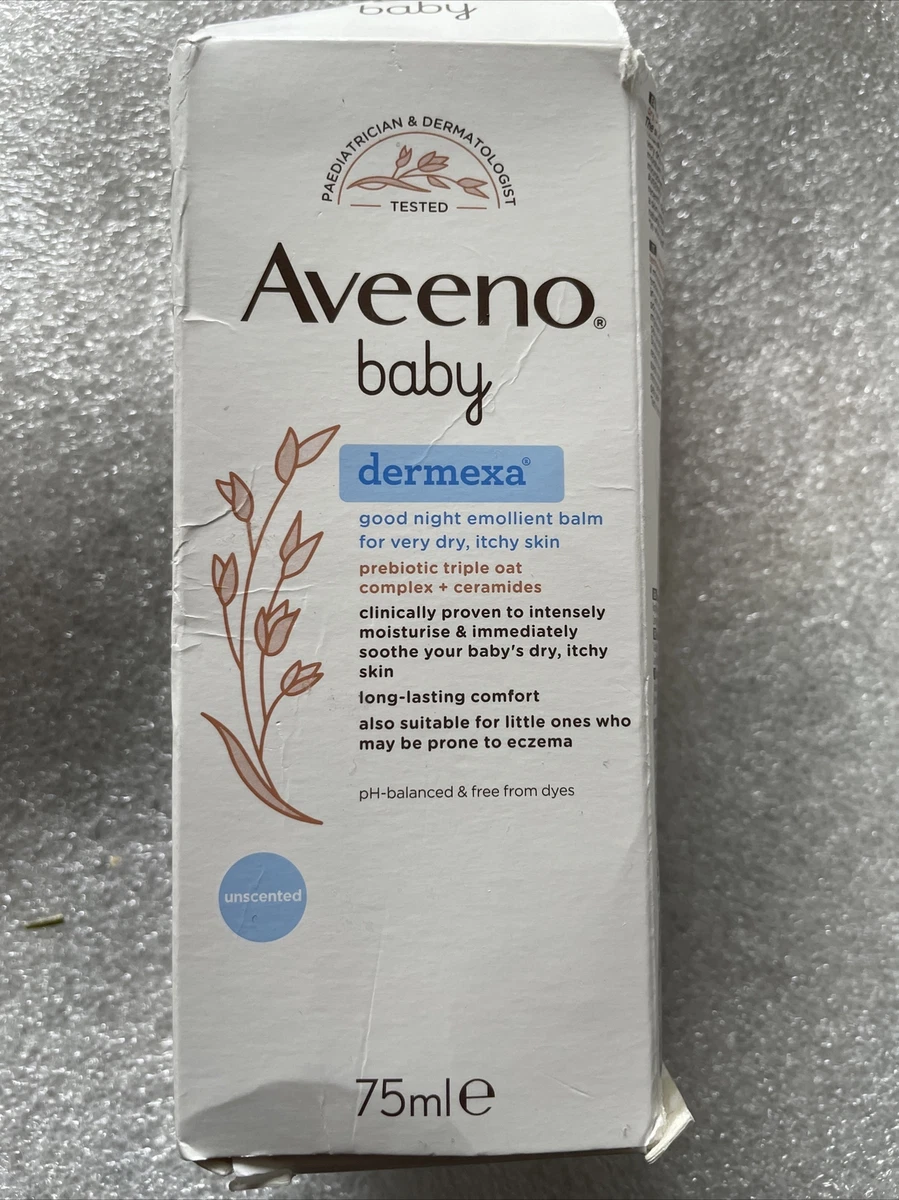 baby
PAEDIATRICIAN & DERMATOLOGIST
TESTED
Aveeno®
baby
dermexa®
good night emollient balm
for very dry, itchy skin
prebiotic triple oat
complex + ceramides
clinically proven to intensely
moisturise & immediately
soothe your baby's dry, itchy
skin
long-lasting comfort
also suitable for little ones who
may be prone to eczema
pH-balanced & free from dyes
unscented
75ml℮